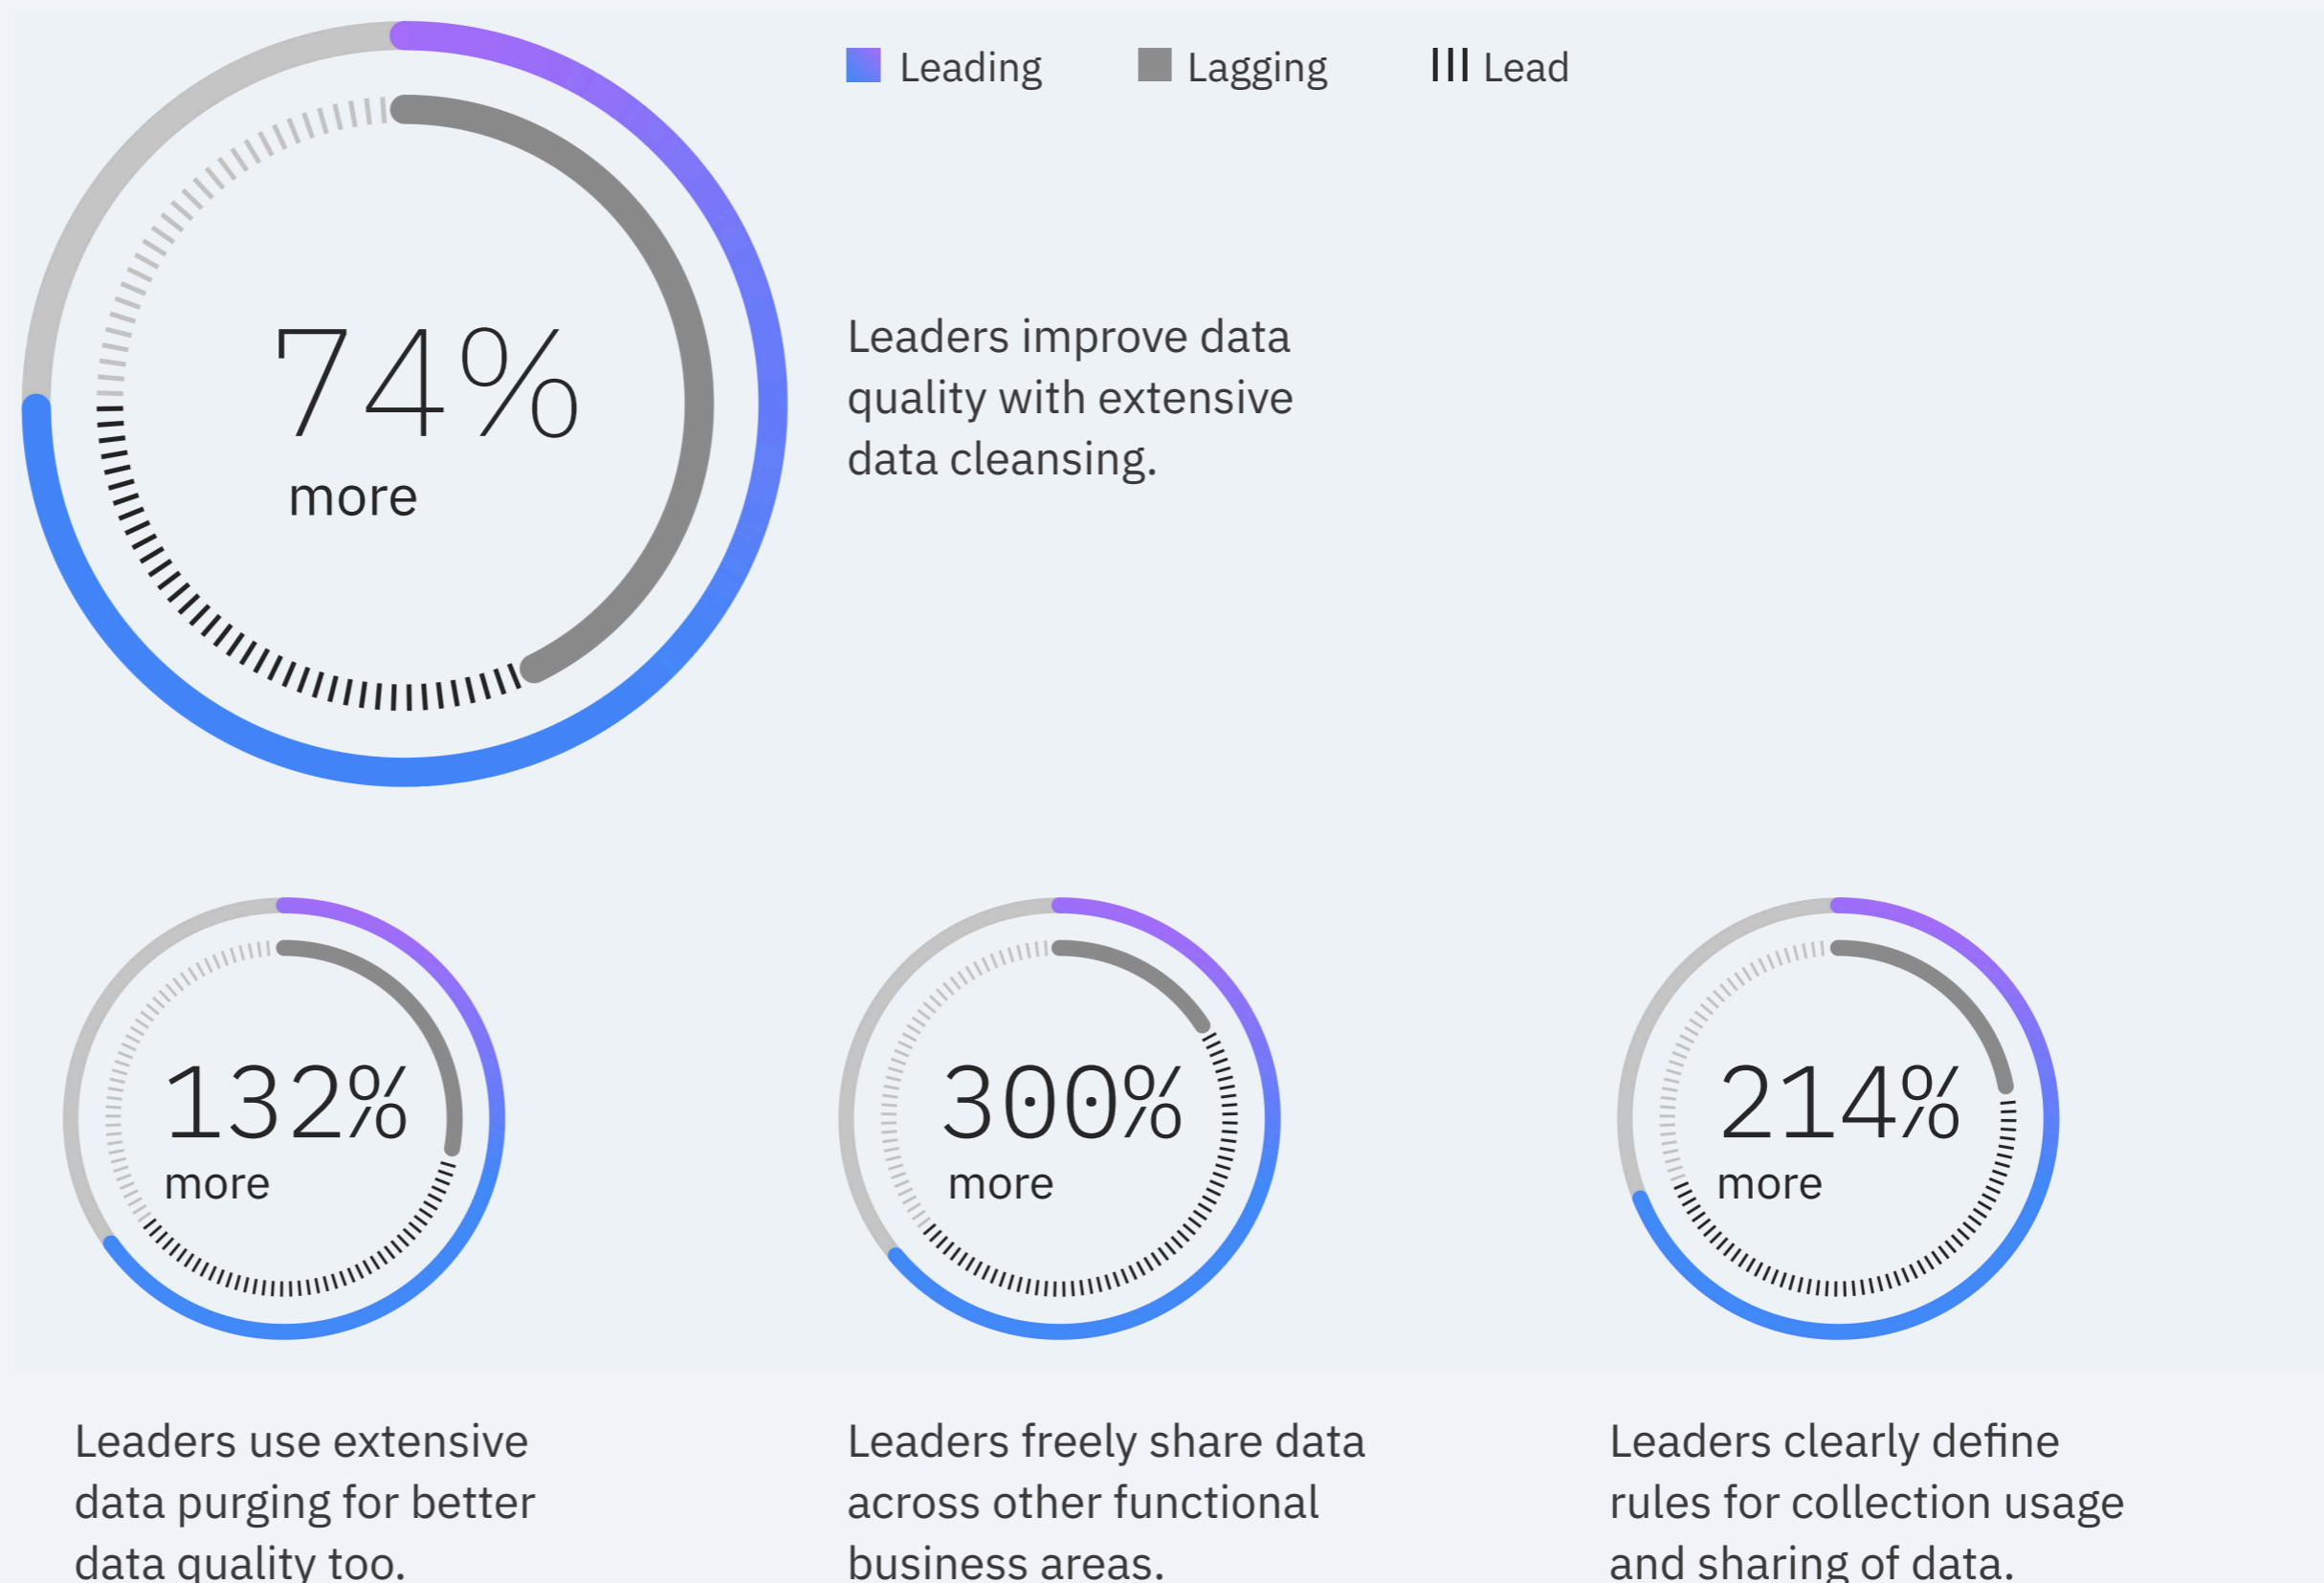 Leading
Lagging
Lead
74%
more
Leaders improve data
quality with extensive
data cleansing.
132%
more
300%
more
214%
more
Leaders use extensive
data purging for better
data quality too.
Leaders freely share data
across other functional
business areas.
Leaders clearly define
rules for collection usage
and sharing of data.